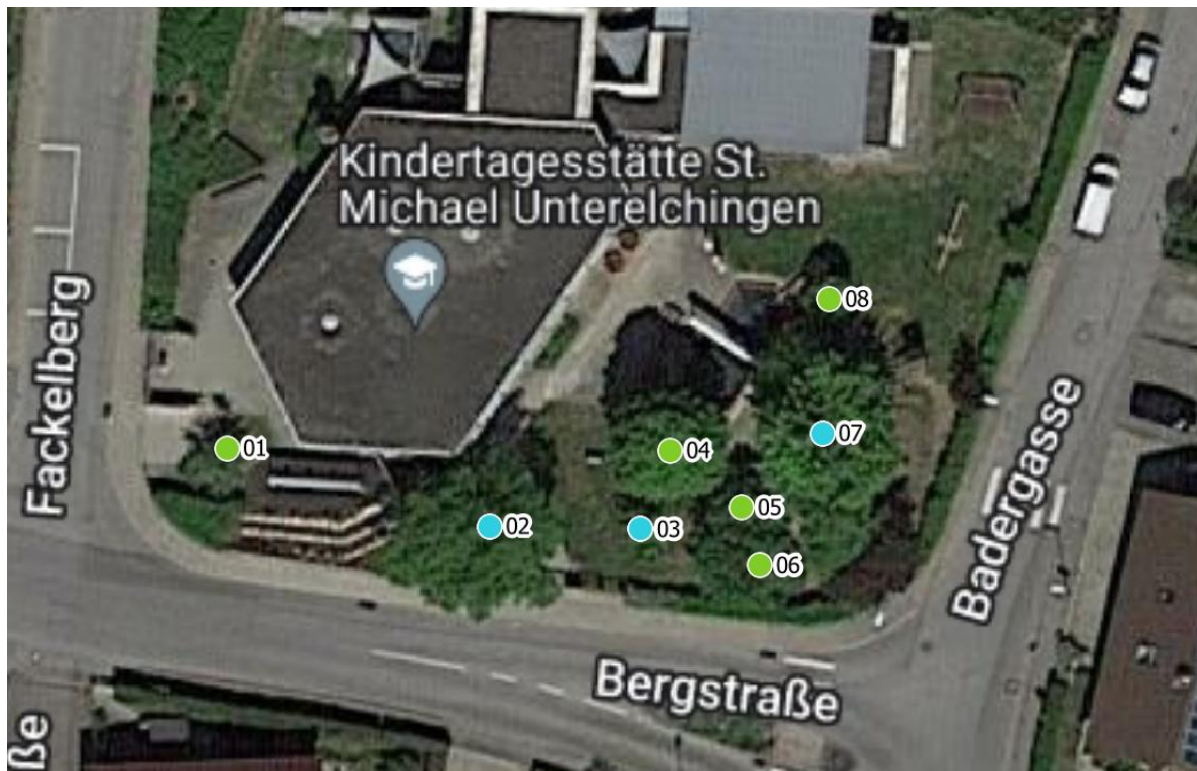 Kindertagesstätte St.
Michael Unterelchingen
08
Fackelberg
01
04
07
02
03
05
06
Badergasse
Bergstraße
ße